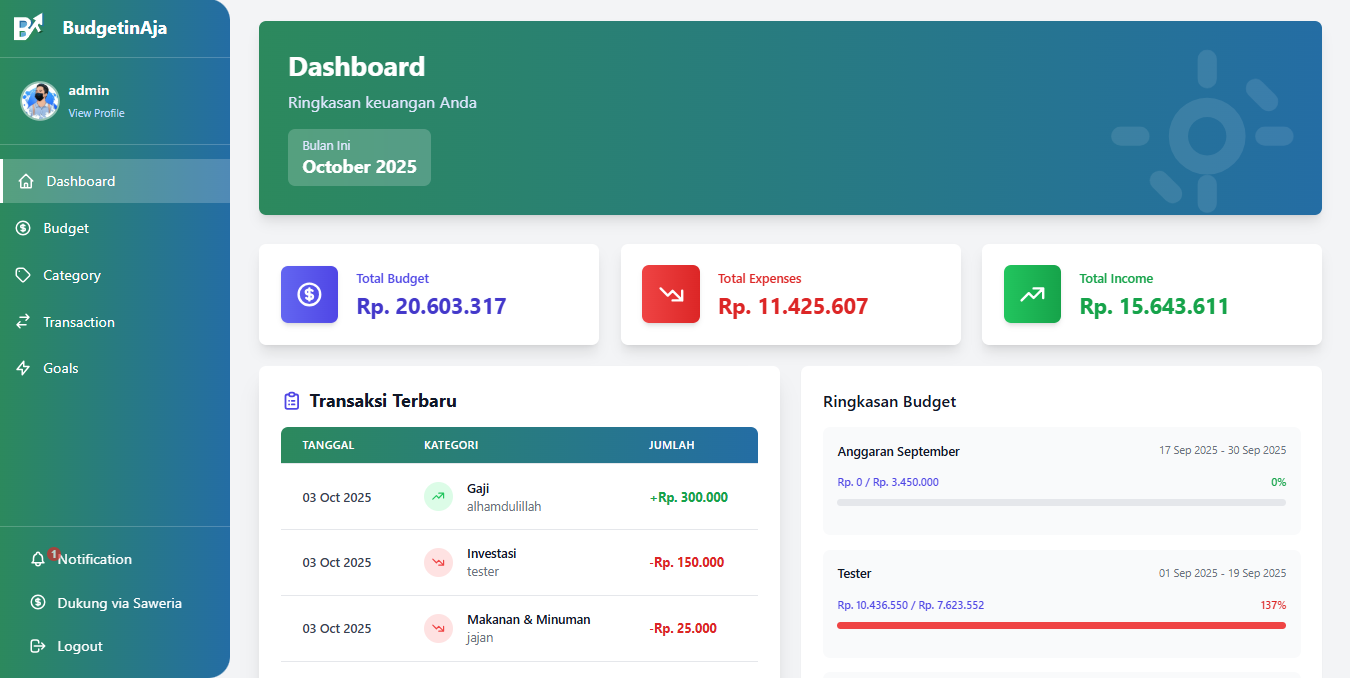 BudgetinAja
admin
View Profile
Dashboard
Budget
Category
Transaction
Goals
1
Notification
Dukung via Saweria
Logout
Dashboard
Ringkasan keuangan Anda
Bulan Ini
October 2025
Total Budget
Rp. 20.603.317
Total Expenses
Rp. 11.425.607
Total Income
Rp. 15.643.611
Transaksi Terbaru
TANGGAL KATEGORI JUMLAH
03 Oct 2025 Gaji +Rp. 300.000
alhamdulillah
03 Oct 2025 Investasi -Rp. 150.000
tester
03 Oct 2025 Makanan & Minuman -Rp. 25.000
jajan
Ringkasan Budget
Anggaran September 17 Sep 2025 - 30 Sep 2025
Rp. 0 / Rp. 3.450.000 0%
Tester 01 Sep 2025 - 19 Sep 2025
Rp. 10.436.550 / Rp. 7.623.552 137%